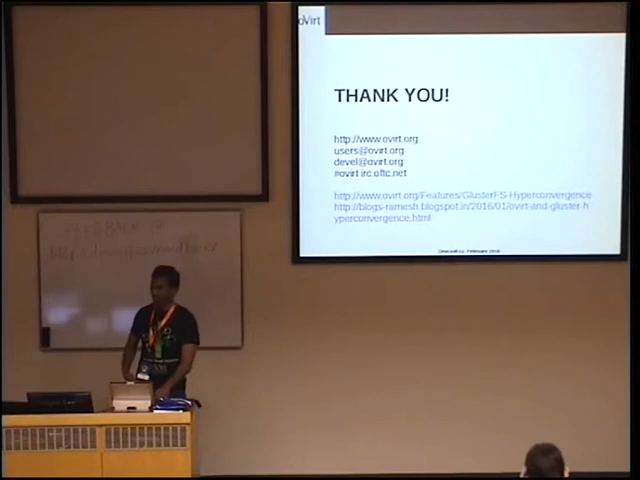 oVirt
THANK YOU!
http://www.ovirt.org
users@ovirt.org
devel@ovirt.org
#ovirt irc.oftc.net
http://www.ovirt.org/Features/GlusterFS-Hyperconvergence
http://blogs-ramesh.blogspot.in/2016/01/ovirt-and-gluster-h
yperconvergence.html